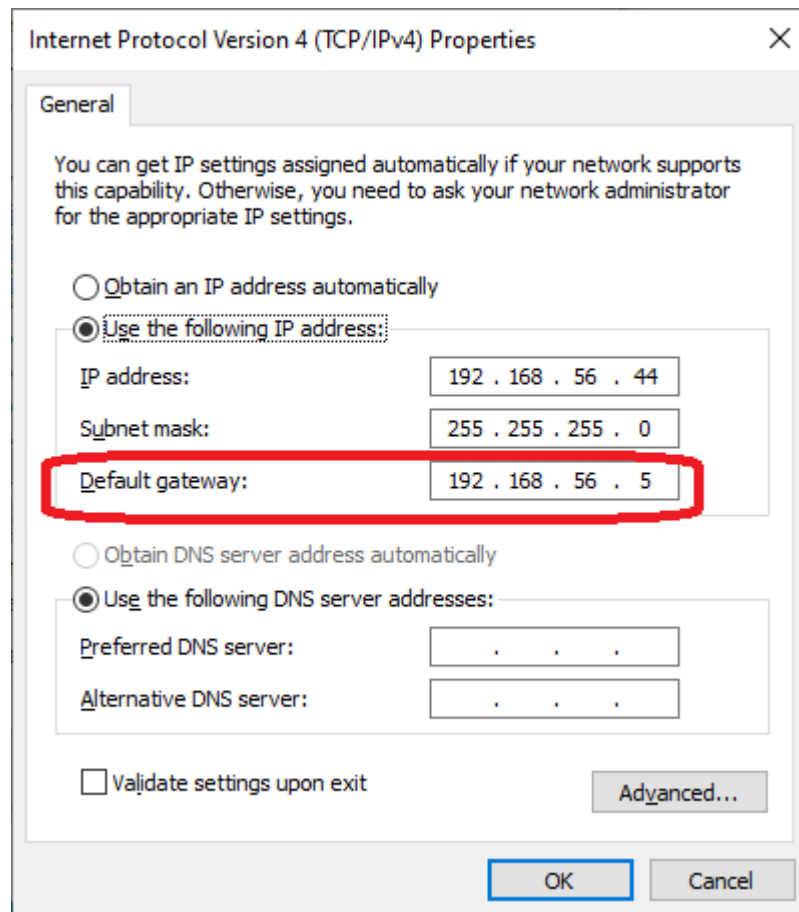 Internet Protocol Version 4 (TCP/IPv4) Properties
General
You can get IP settings assigned automatically if your network supports
this capability. Otherwise, you need to ask your network administrator
for the appropriate IP settings.
Obtain an IP address automatically
Use the following IP address:
IP address: 192 . 168 . 56 . 44
Subnet mask: 255 . 255 . 255 . 0
Default gateway: 192 . 168 . 56 . 5
Obtain DNS server address automatically
Use the following DNS server addresses:
Preferred DNS server: . . .
Alternative DNS server: . . .
Validate settings upon exit
Advanced...
OK Cancel